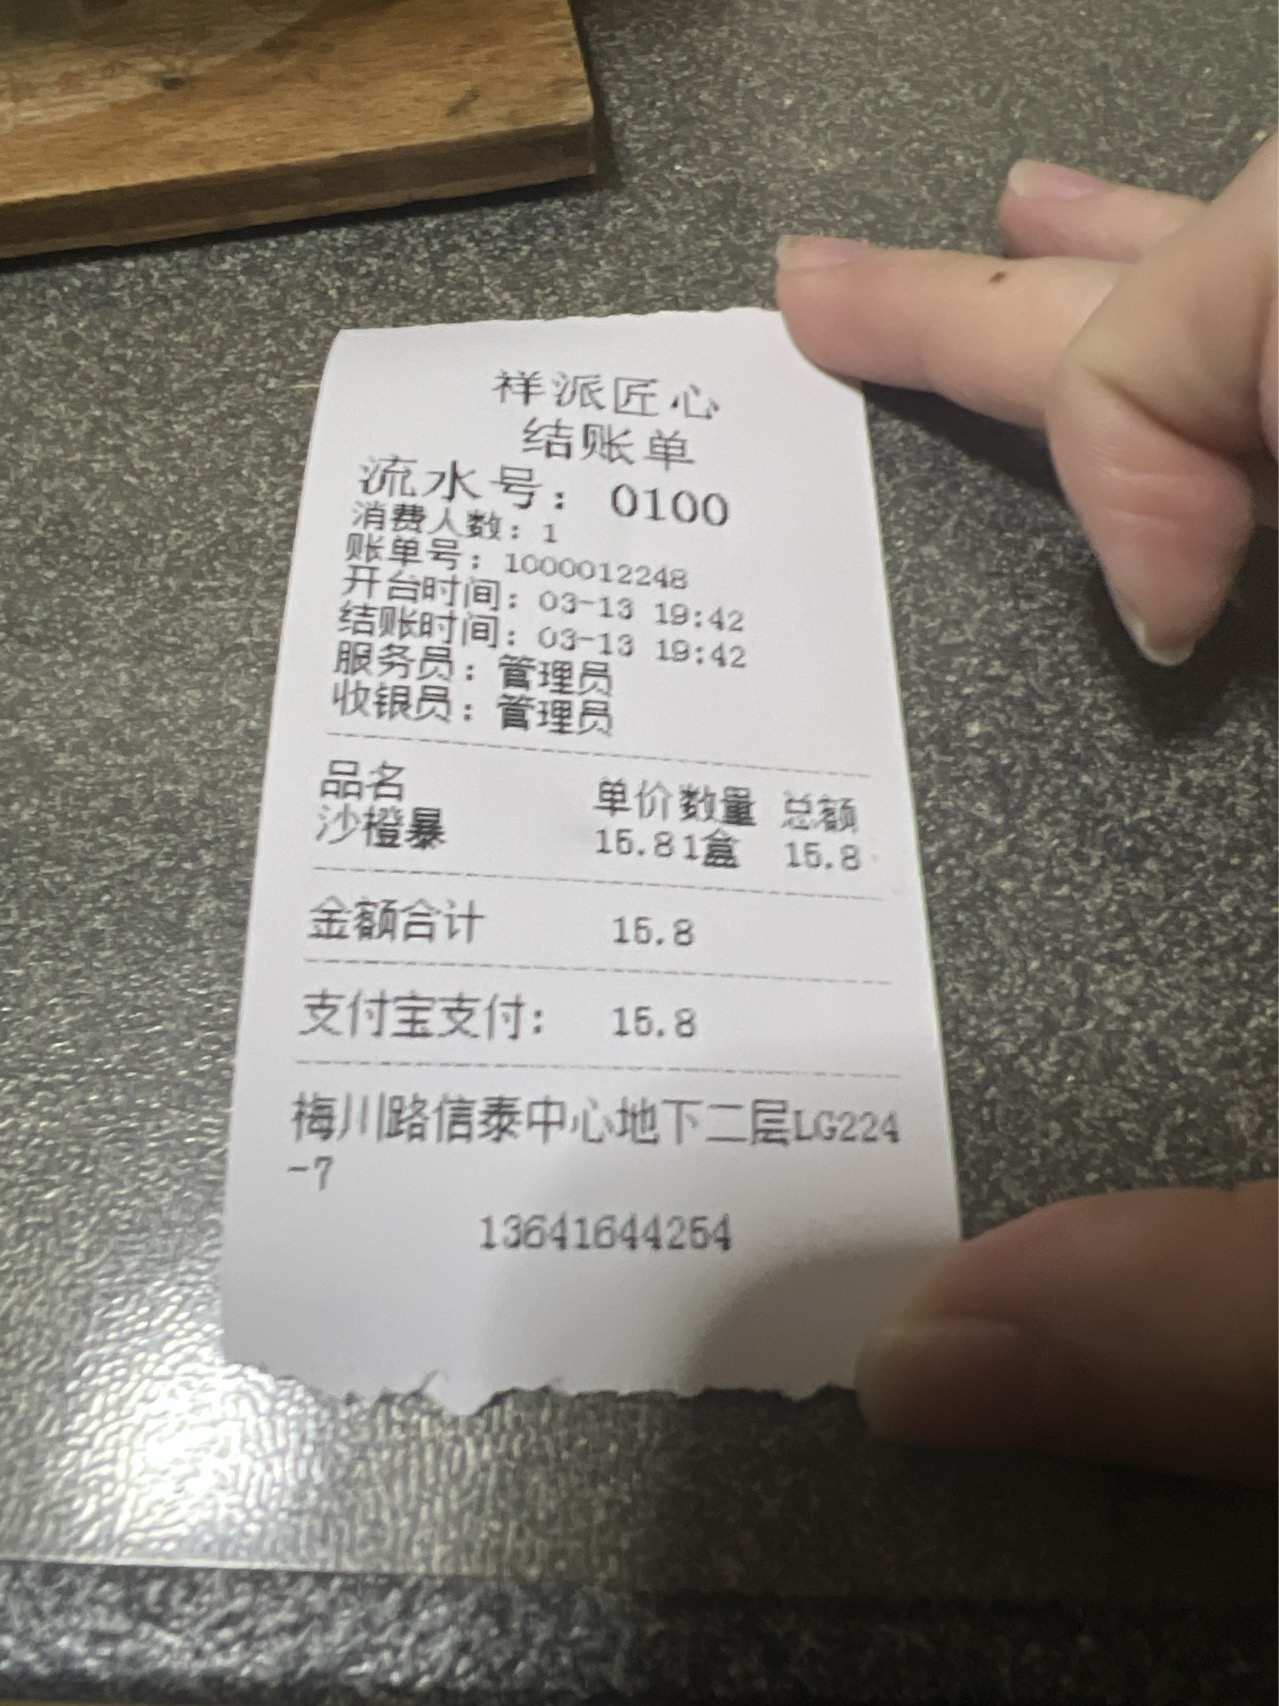 祥派匠心
结账单
流水号：0100
消费人数：1
账单号：1000012248
开台时间：03-13 19:42
结账时间：03-13 19:42
服务员：管理员
收银员：管理员
品名 单价 数量 总额
沙橙暴 15.8 1盒 15.8
金额合计 15.8
支付宝支付： 15.8
梅川路信泰中心地下二层LG224
-7
13641644254